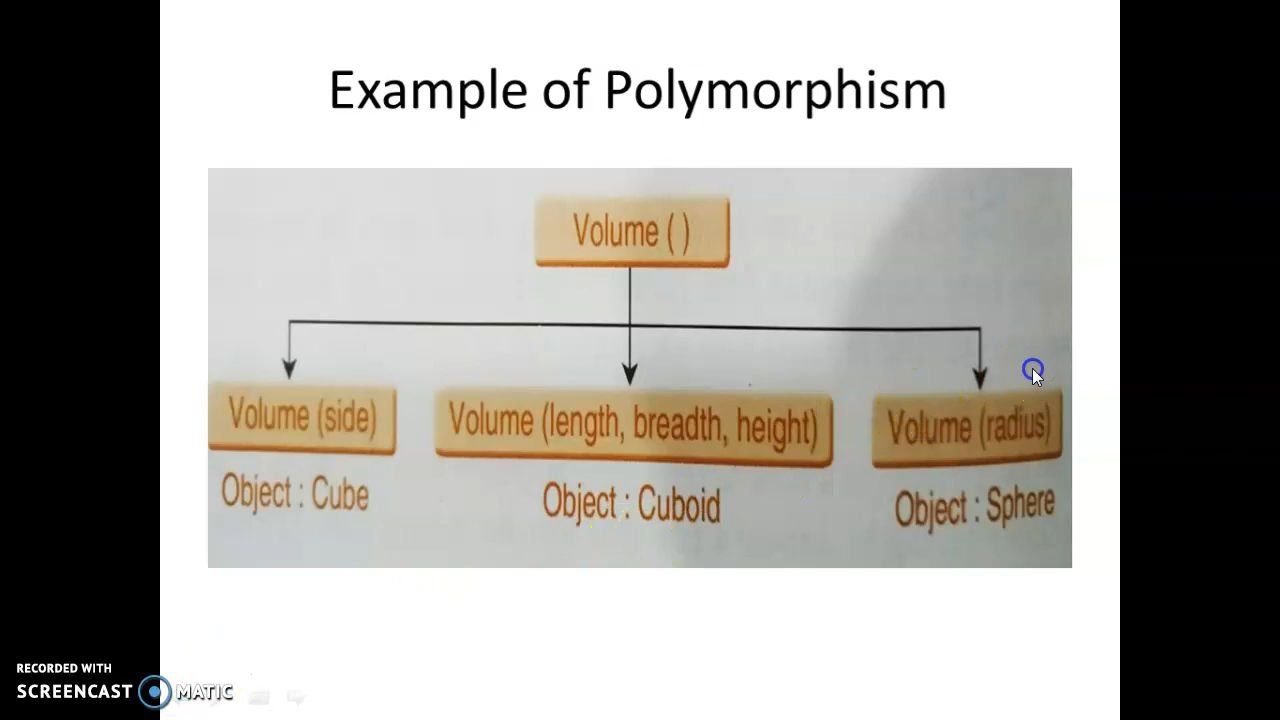 Example of Polymorphism
Volume ( )
Volume (side)
Volume (length, breadth, height)
Volume (radius)
Object : Cube
Object : Cuboid
Object : Sphere
RECORDED WITH
SCREENCAST MATIC